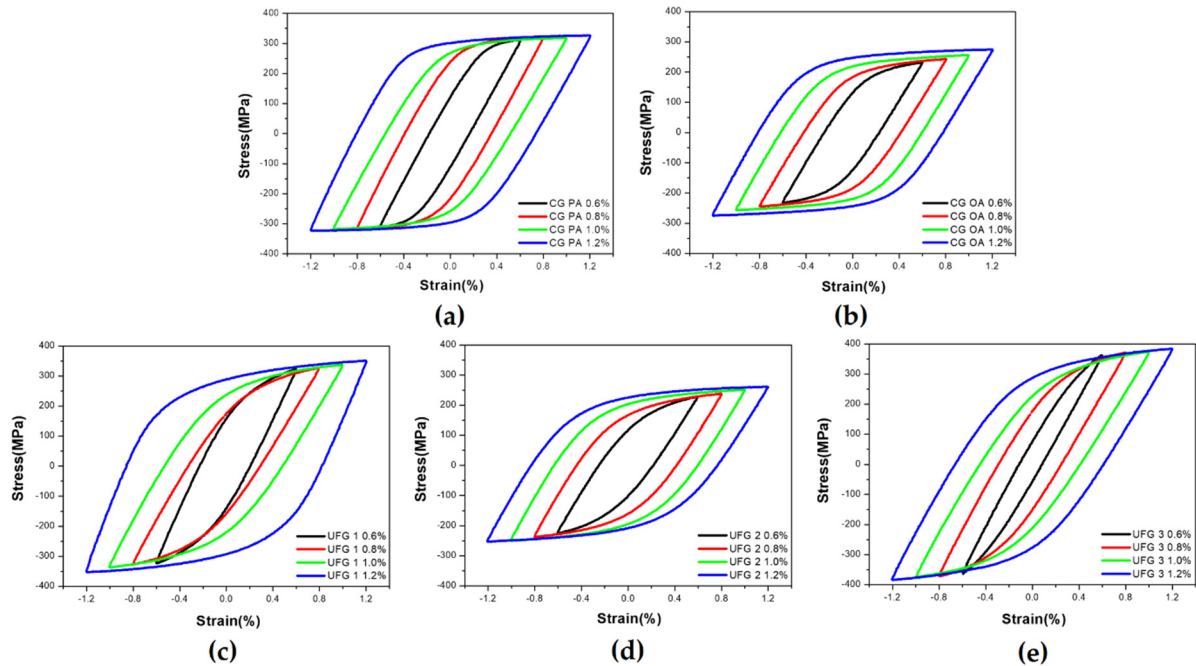 400
300
200
100
0
-100
-200
-300
-400
Stress(MPa)
CG PA 0.6%
CG PA 0.8%
CG PA 1.0%
CG PA 1.2%
-1.2 -0.8 -0.4 0.0 0.4 0.8 1.2
Strain(%)
(a)
400
300
200
100
0
-100
-200
-300
-400
Stress(MPa)
CG OA 0.6%
CG OA 0.8%
CG OA 1.0%
CG OA 1.2%
-1.2 -0.8 -0.4 0.0 0.4 0.8 1.2
Strain(%)
(b)
400
300
200
100
0
-100
-200
-300
-400
Stress(MPa)
UFG 1 0.6%
UFG 1 0.8%
UFG 1 1.0%
UFG 1 1.2%
-1.2 -0.8 -0.4 0.0 0.4 0.8 1.2
Strain(%)
(c)
400
300
200
100
0
-100
-200
-300
-400
Stress(MPa)
UFG 2 0.6%
UFG 2 0.8%
UFG 2 1.0%
UFG 2 1.2%
-1.2 -0.8 -0.4 0.0 0.4 0.8 1.2
Strain(%)
(d)
400
300
200
100
0
-100
-200
-300
-400
Stress(MPa)
UFG 3 0.6%
UFG 3 0.8%
UFG 3 1.0%
UFG 3 1.2%
-1.2 -0.8 -0.4 0.0 0.4 0.8 1.2
Strain(%)
(e)